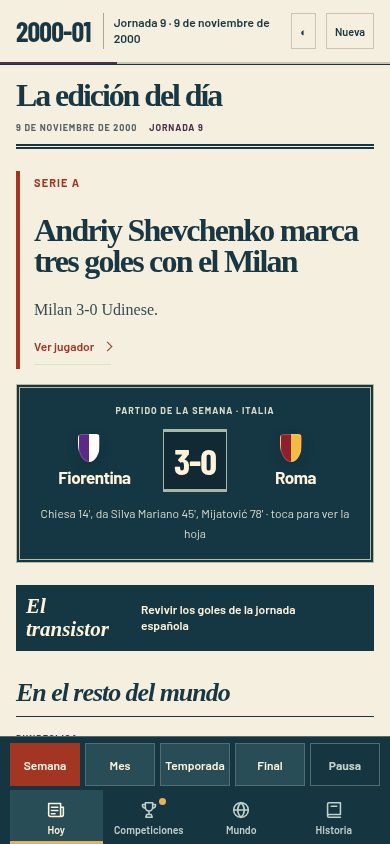 2000-01
Jornada 9 · 9 de noviembre de
2000
Nueva
La edición del día
9 DE NOVIEMBRE DE 2000 JORNADA 9
SERIE A
Andriy Shevchenko marca
tres goles con el Milan
Milan 3-0 Udinese.
Ver jugador
PARTIDO DE LA SEMANA · ITALIA
Fiorentina
3-0
Roma
Chiesa 14', da Silva Mariano 45', Mijatović 78' · toca para ver la
hoja
El
transistor
Revivir los goles de la jornada
española
En el resto del mundo
Semana
Mes
Temporada
Final
Pausa
Hoy
Competiciones
Mundo
Historia